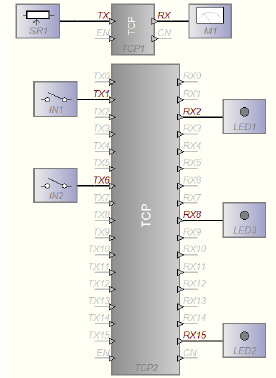 TX
TCP
RX
SR1
EN
CN
M1
TCP1
TX0
RX0
TX1
RX1
IN1
TX2
RX2
LED1
TX3
RX3
TX4
RX4
TX5
RX5
TX6
RX6
IN2
TX7
RX7
TX8
RX8
LED3
TCP
TX9
RX9
TX10
RX10
TX11
RX11
TX12
RX12
TX13
RX13
TX14
RX14
TX15
RX15
LED2
EN
CN
TCP2